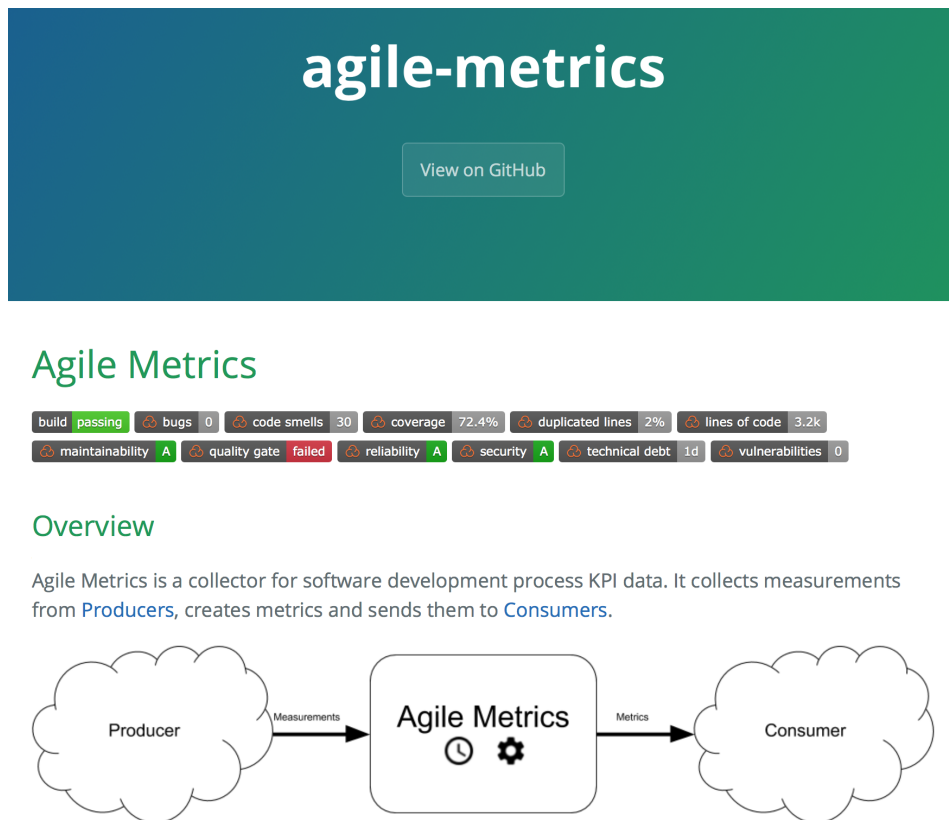 agile-metrics
View on GitHub
Agile Metrics
build passing bugs 0 code smells 30 coverage 72.4% duplicated lines 2% lines of code 3.2k
maintainability A quality gate failed reliability A security A technical debt 1d vulnerabilities 0
Overview
Agile Metrics is a collector for software development process KPI data. It collects measurements
from Producers, creates metrics and sends them to Consumers.
Producer
Measurements
Agile Metrics
Metrics
Consumer